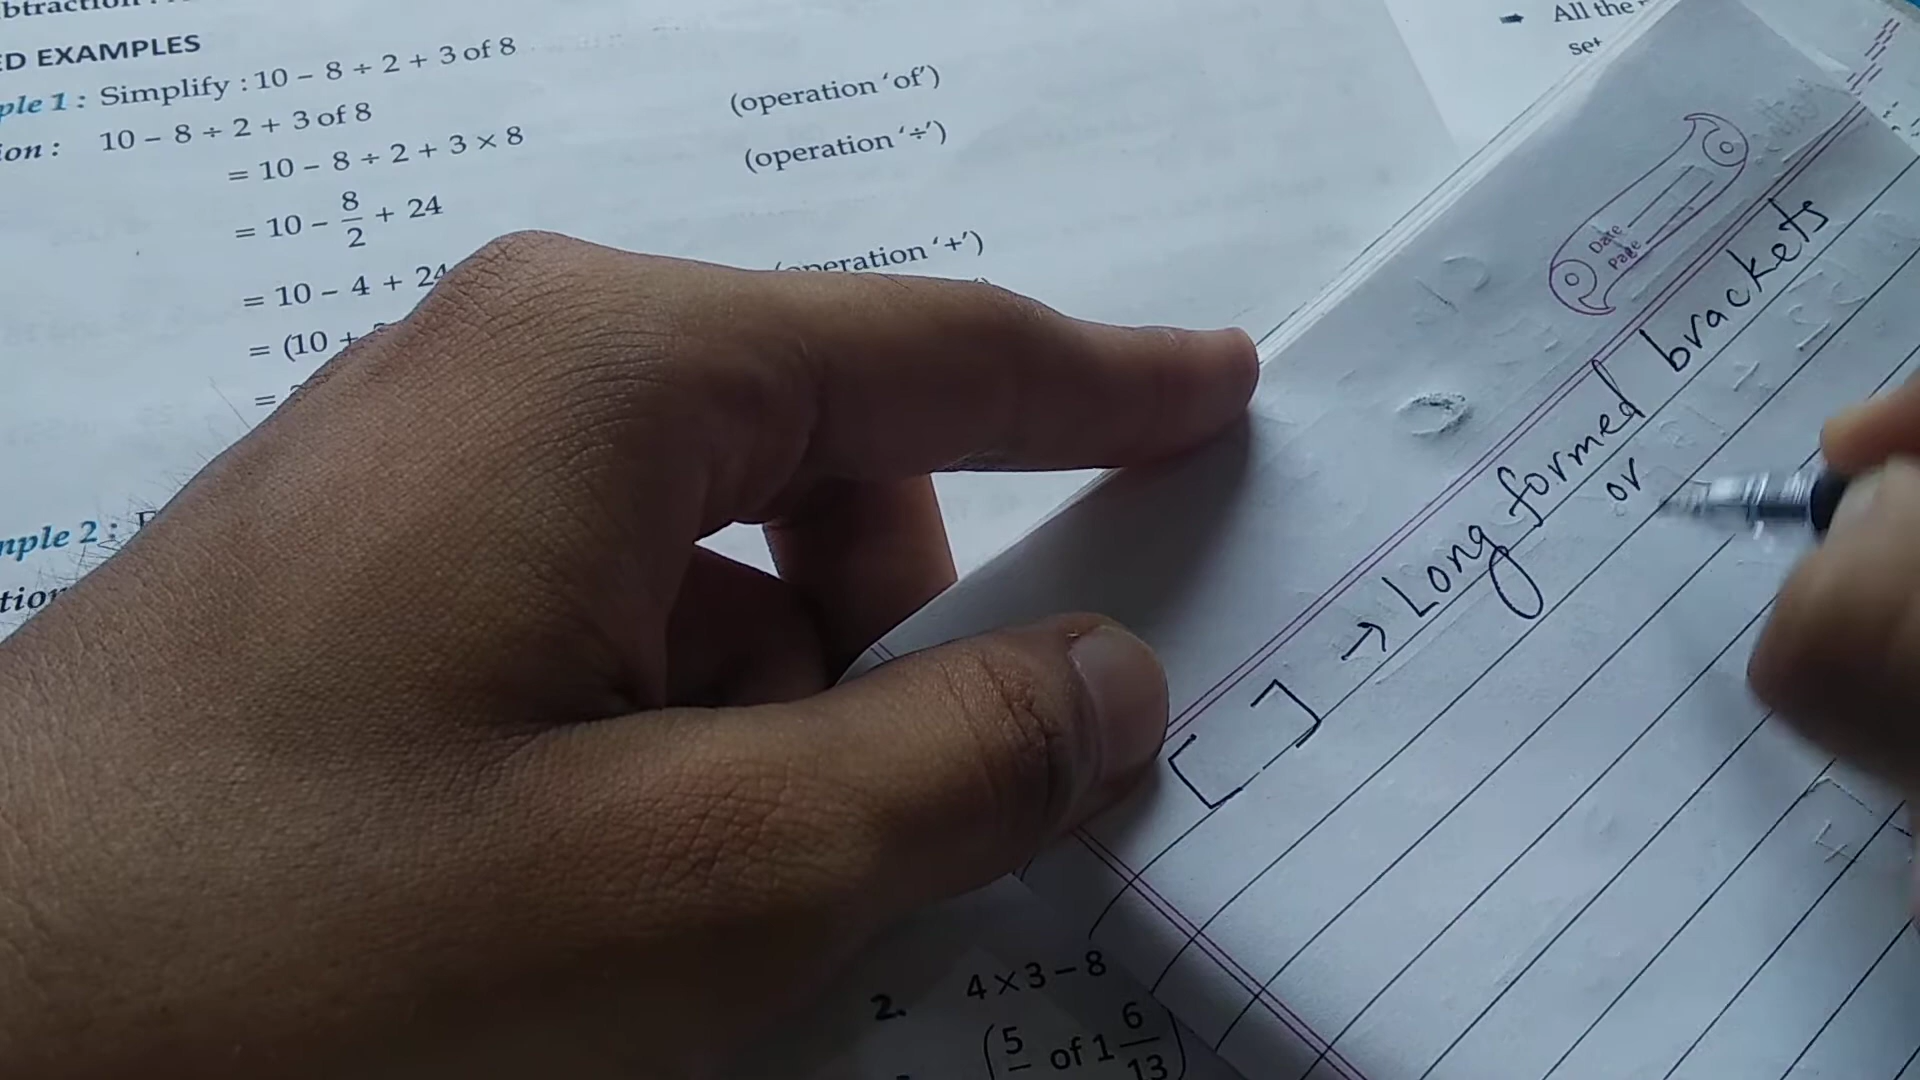 ED EXAMPLES
ple 1 : Simplify : 10 – 8 ÷ 2 + 3 of 8
ion : 10 – 8 ÷ 2 + 3 of 8
= 10 – 8 ÷ 2 + 3 × 8 (operation ‘of’)
= 10 – 8/2 + 24 (operation ‘÷’)
= 10 – 4 + 24
= (10 + (operation ‘+’)
=
mple 2 :
tion
2. 4 × 3 – 8
(5 of 1 6/13)
All the
set
Date
Page
[ ] → Long formed brackets
or